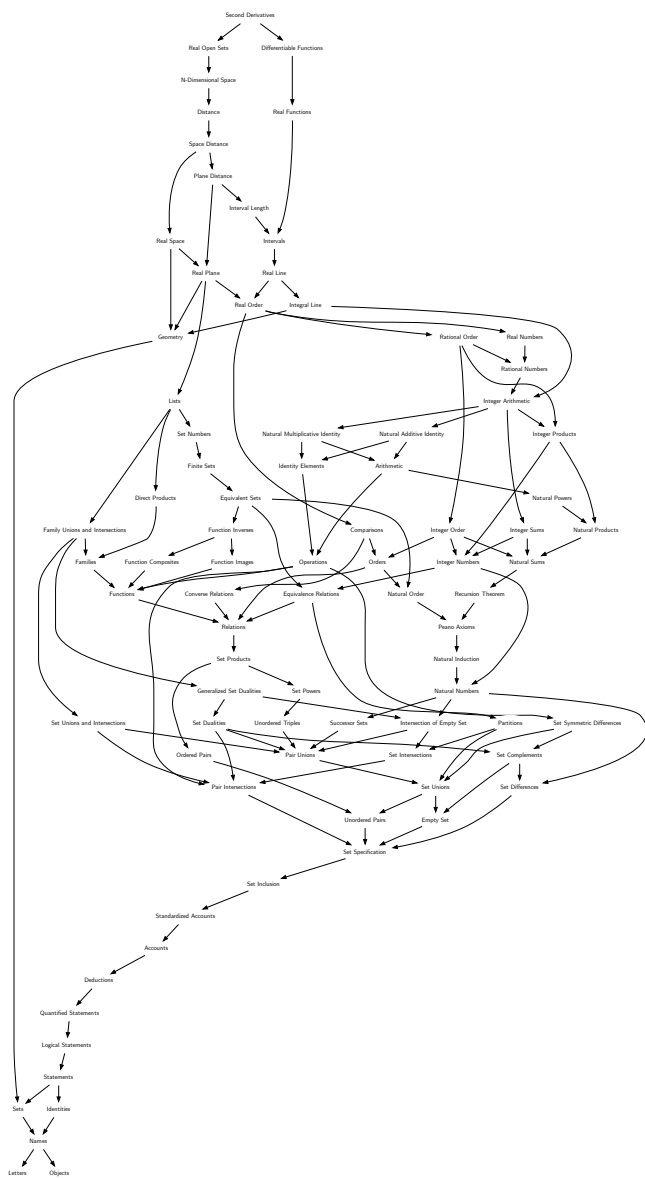 Second Derivatives
Real Open Sets
Differentiable Functions
N-Dimensional Space
Distance
Real Functions
Space Distance
Plane Distance
Interval Length
Real Space
Intervals
Real Plane
Real Line
Real Order
Integral Line
Geometry
Rational Order
Real Numbers
Rational Numbers
Lists
Integer Arithmetic
Set Numbers
Natural Multiplicative Identity
Natural Additive Identity
Integer Products
Finite Sets
Identity Elements
Arithmetic
Direct Products
Equivalent Sets
Natural Powers
Family Unions and Intersections
Function Inverses
Comparisons
Integer Order
Integer Sums
Natural Products
Families
Function Composites
Function Images
Operations
Orders
Integer Numbers
Natural Sums
Functions
Converse Relations
Equivalence Relations
Natural Order
Recursion Theorem
Relations
Peano Axioms
Set Products
Natural Induction
Generalized Set Dualities
Set Powers
Natural Numbers
Set Unions and Intersections
Set Dualities
Unordered Triples
Successor Sets
Intersection of Empty Set
Partitions
Set Symmetric Differences
Ordered Pairs
Pair Unions
Set Intersections
Set Complements
Pair Intersections
Set Unions
Set Differences
Unordered Pairs
Empty Set
Set Specification
Set Inclusion
Standardized Accounts
Accounts
Deductions
Quantified Statements
Logical Statements
Statements
Sets
Identities
Names
Letters
Objects